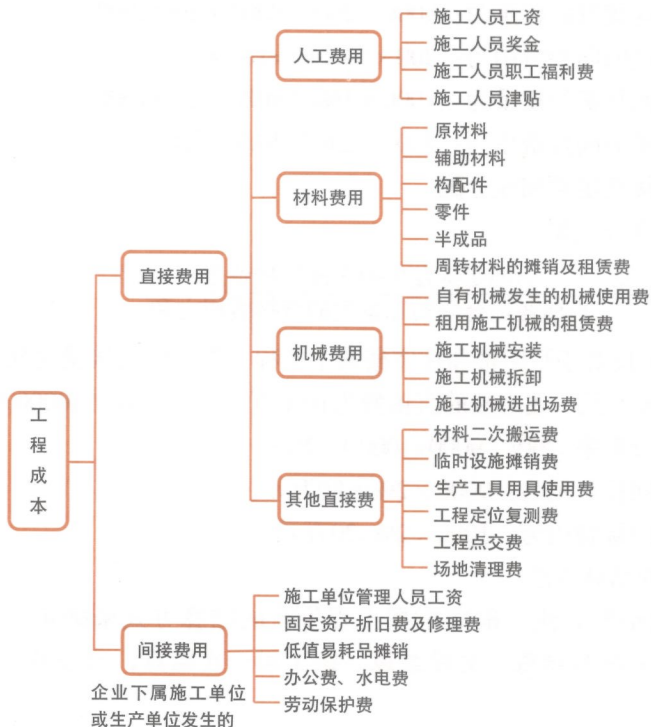 工程成本
直接费用
人工费用
施工人员工资
施工人员奖金
施工人员职工福利费
施工人员津贴
材料费用
原材料
辅助材料
构配件
零件
半成品
周转材料的摊销及租赁费
机械费用
自有机械发生的机械使用费
租用施工机械的租赁费
施工机械安装
施工机械拆卸
施工机械进出场费
其他直接费
材料二次搬运费
临时设施摊销费
生产工具用具使用费
工程定位复测费
工程点交费
场地清理费
间接费用
企业下属施工单位
或生产单位发生的
施工单位管理人员工资
固定资产折旧费及修理费
低值易耗品摊销
办公费、水电费
劳动保护费